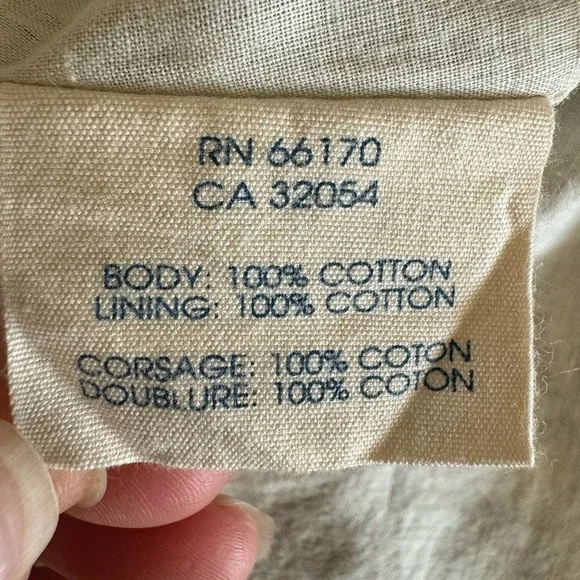 RN 66170
CA 32054
BODY: 100% COTTON
LINING: 100% COTTON
CORSAGE: 100% COTON
DOUBLURE: 100% COTON